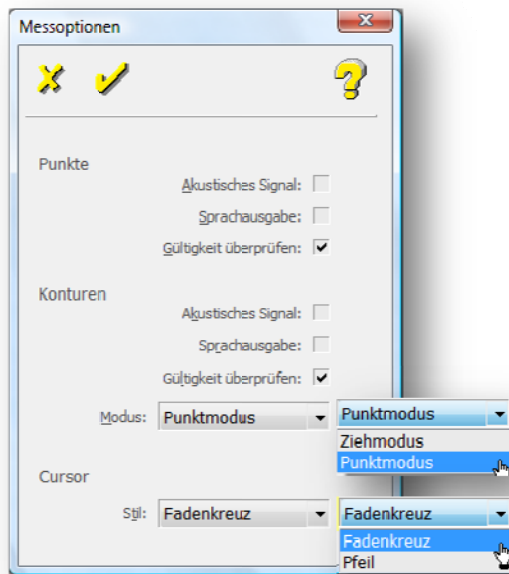 Messoptionen
Punkte
Akustisches Signal:
Sprachausgabe:
Gültigkeit überprüfen:
Konturen
Akustisches Signal:
Sprachausgabe:
Gültigkeit überprüfen:
Modus: Punktmodus Punktmodus
Ziehmodus
Punktmodus
Cursor
Stil: Fadenkreuz Fadenkreuz
Fadenkreuz
Pfeil